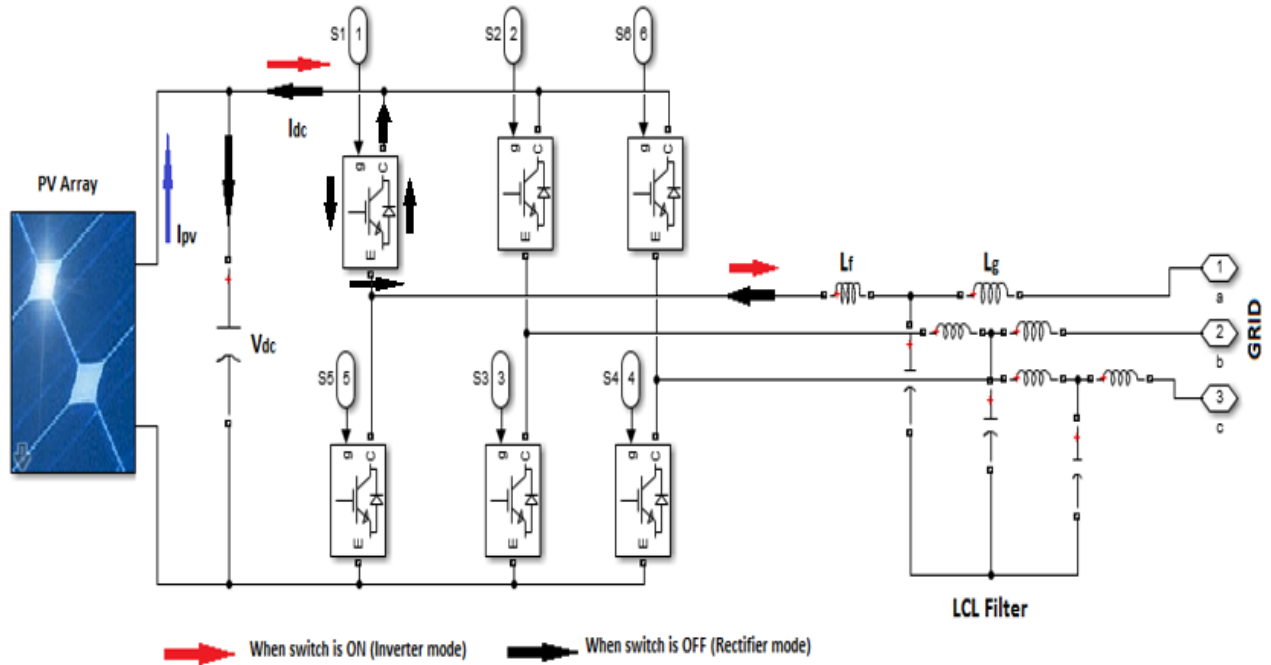 S1 1
S2 2
S6 6
Idc
g C
E
g C
E
g C
E
PV Array
Ipv
Vdc
Lf
Lg
1
a
2
b
3
c
GRID
S5 5
S3 3
S4 4
g C
E
g C
E
g C
E
LCL Filter
When switch is ON (Inverter mode)
When switch is OFF (Rectifier mode)